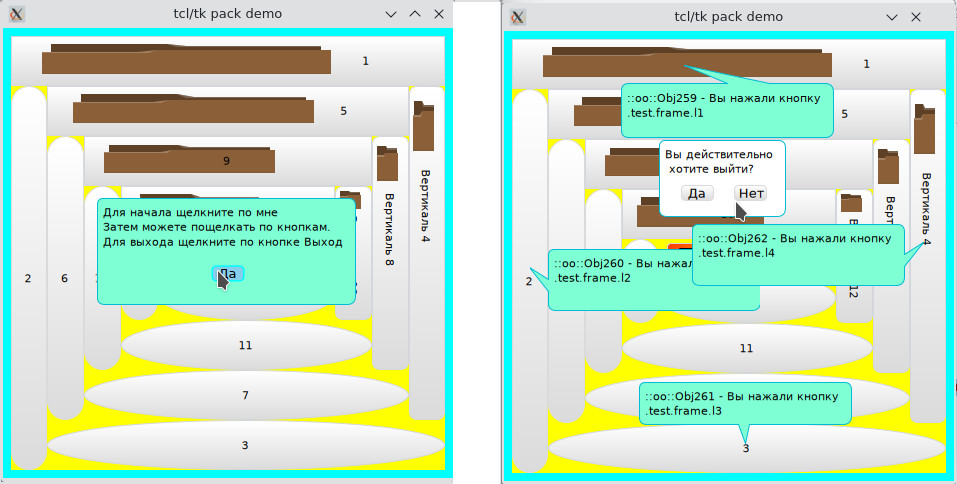 tcl/tk pack demo
1
5
9
Для начала щелкните по мне
Затем можете пощелкать по кнопкам.
Для выхода щелкните по кнопке Выход
Да
Вертикаль 4
Вертикаль 8
2
6
11
7
3
tcl/tk pack demo
1
::oo::Obj259 - Вы нажали кнопку
.test.frame.l1
5
Вы действительно
хотите выйти?
Да
Нет
Вертикаль 4
::oo::Obj262 - Вы нажали кнопку
.test.frame.l4
::oo::Obj260 - Вы нажал
.test.frame.l2
2
12
11
::oo::Obj261 - Вы нажали кнопку
.test.frame.l3
3